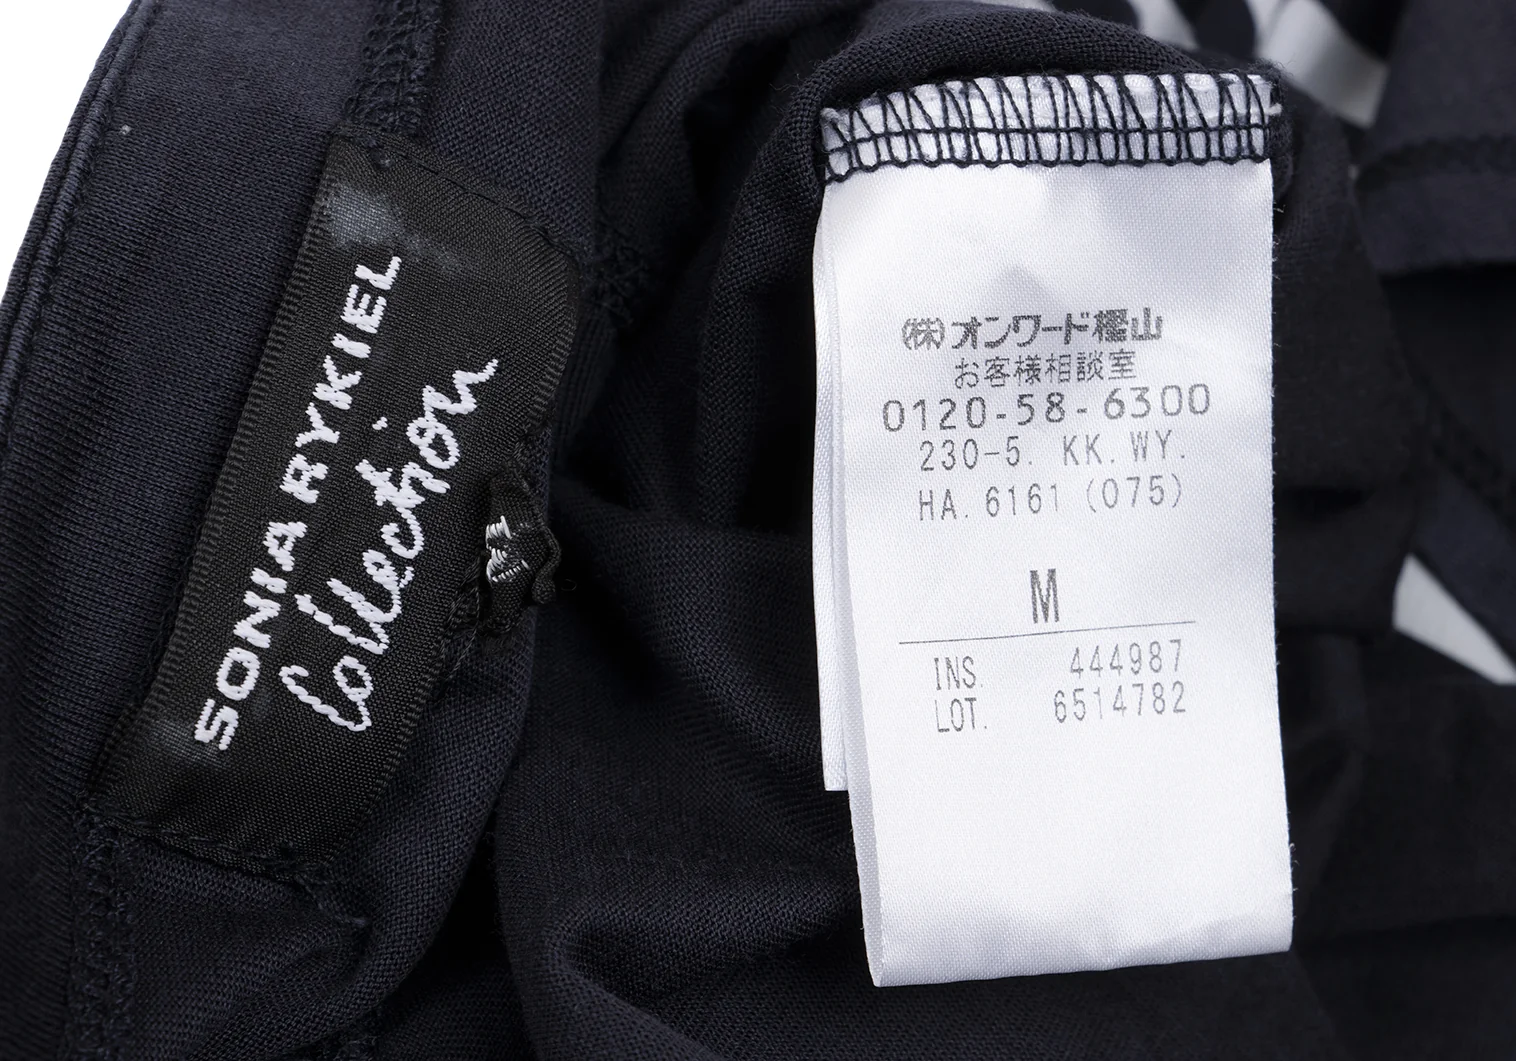 SONIA RYKIEL
Collection
M
(株)オンワード樫山
お客様相談室
0120-58-6300
230-5. KK. WY.
HA. 6161 (075)
M
INS. 444987
LOT. 6514782